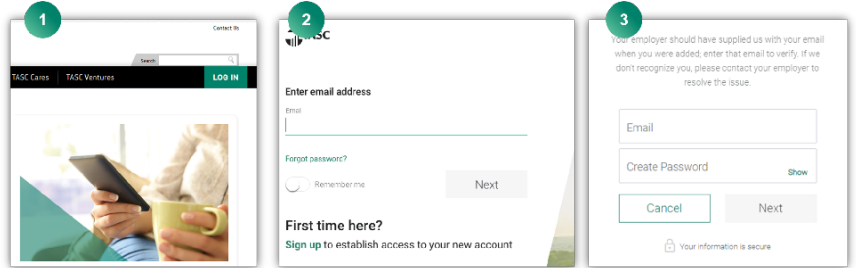 1
Contact Us
Search
TASC Cares
TASC Ventures
LOG IN
2
TASC
Enter email address
Email
Forgot password?
Remember me
Next
First time here?
Sign up to establish access to your new account
3
Your employer should have supplied us with your email
when you were added; enter that email to verify. If we
don't recognize you, please contact your employer to
resolve the issue.
Email
Create Password
Show
Cancel
Next
Your information is secure